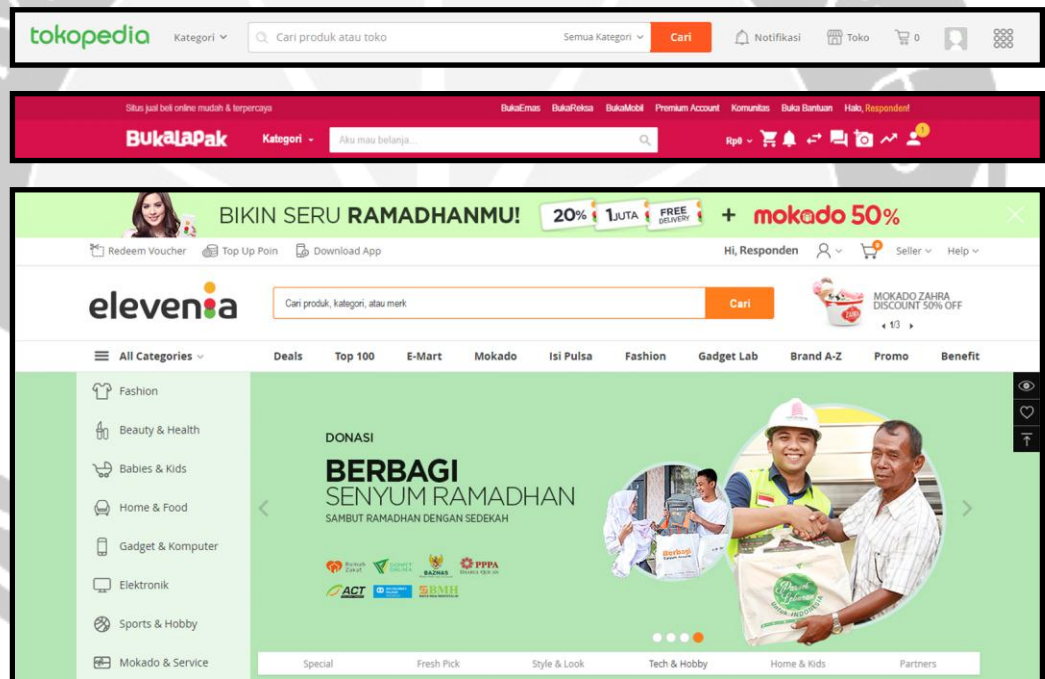 tokopedia Kategori Cari produk atau toko Semua Kategori Cari Notifikasi Toko 0
Situs jual beli online mudah & terpercaya BukaEmas BukaReksa BukaMobil Premium Account Komunitas Buka Bantuan Halo, Responden!
BukaLapak Kategori Aku mau belanja... Rp0 1
BIKIN SERU RAMADHANMU! 20% 1JUTA FREE DELIVERY + mokado 50%
Redeem Voucher Top Up Poin Download App Hi, Responden 0 Seller Help
elevenia Cari produk, kategori, atau merk Cari
MOKADO ZAHRA
DISCOUNT 50% OFF
1/3
All Categories Deals Top 100 E-Mart Mokado Isi Pulsa Fashion Gadget Lab Brand A-Z Promo Benefit
Fashion
Beauty & Health
Babies & Kids
Home & Food
Gadget & Komputer
Elektronik
Sports & Hobby
Mokado & Service
DONASI
BERBAGI
SENYUM RAMADHAN
SAMBUT RAMADHAN DENGAN SEDEKAH
Rumah Zakat BAZNAS PPPA
ACT BMH
Berbagi
Special Fresh Pick Style & Look Tech & Hobby Home & Kids Partners